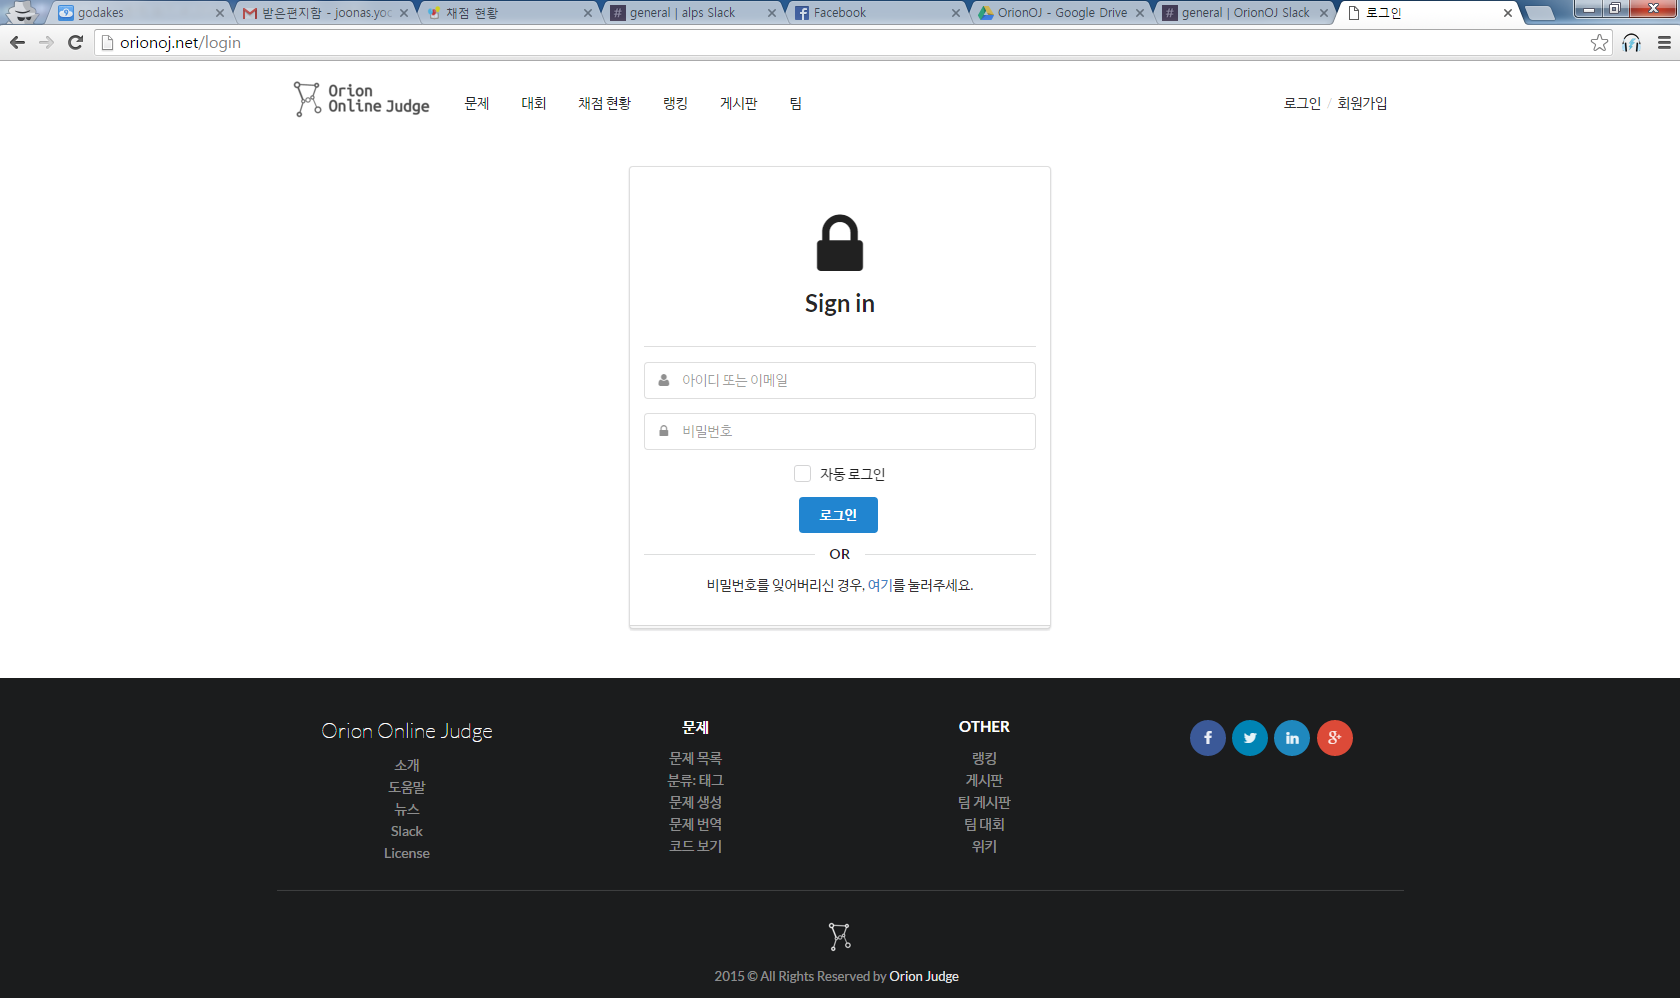 godakes
받은편지함 - joonas.yoc
채점 현황
general | alps Slack
Facebook
OrionOJ - Google Drive
general | OrionOJ Slack
로그인
orionoj.net/login
Orion
Online Judge
문제
대회
채점 현황
랭킹
게시판
팀
로그인 / 회원가입
Sign in
아이디 또는 이메일
비밀번호
자동 로그인
로그인
OR
비밀번호를 잊어버리신 경우, 여기를 눌러주세요.
Orion Online Judge
소개
도움말
뉴스
Slack
License
문제
문제 목록
분류: 태그
문제 생성
문제 번역
코드 보기
OTHER
랭킹
게시판
팀 게시판
팀 대회
위키
2015 © All Rights Reserved by Orion Judge